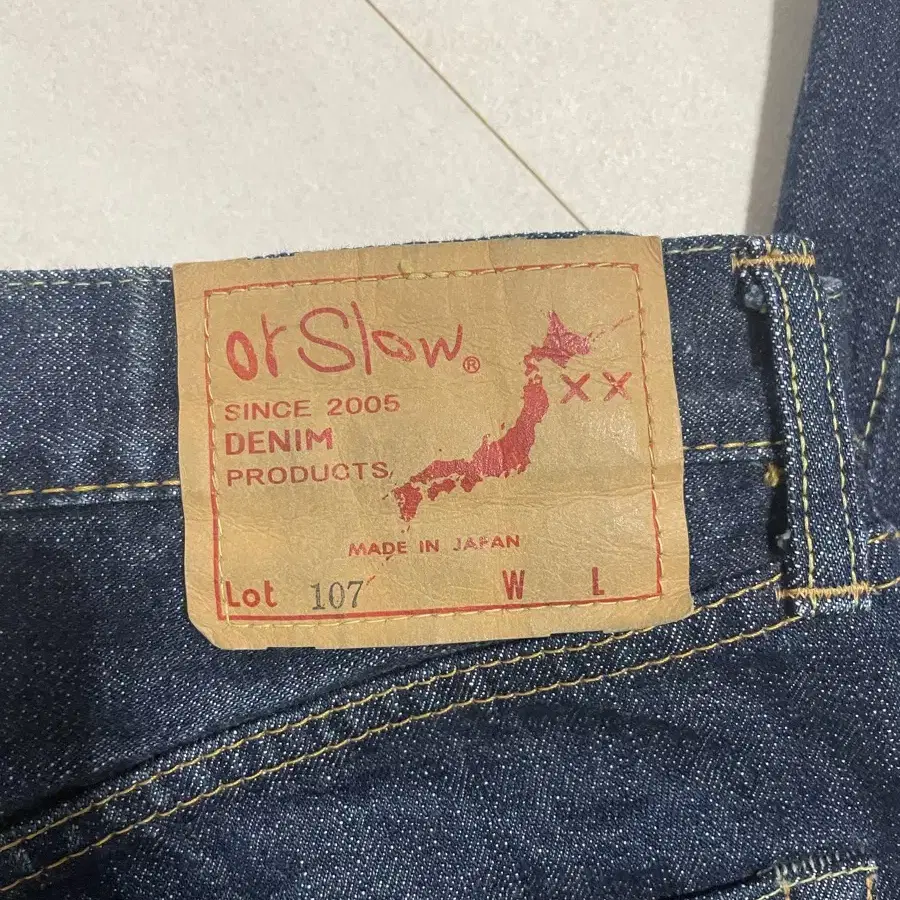 orSlow®
SINCE 2005
DENIM
PRODUCTS
XX
MADE IN JAPAN
Lot 107 W L